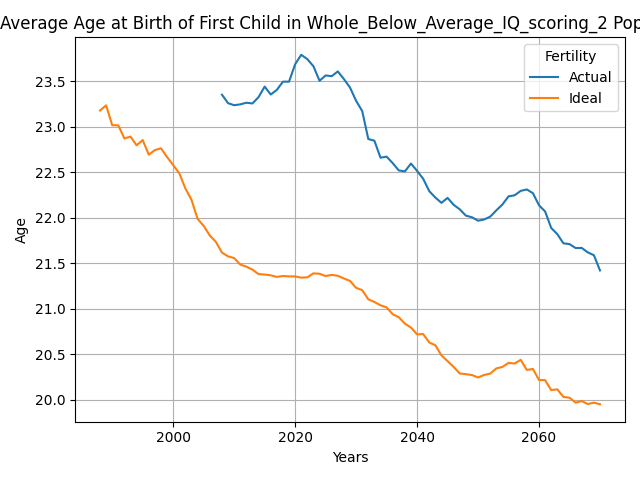 Average Age at Birth of First Child in Whole_Below_Average_IQ_scoring_2 Pop
Fertility
Actual
Ideal
23.5
23.0
22.5
22.0
21.5
21.0
20.5
20.0
Age
2000
2020
2040
2060
Years